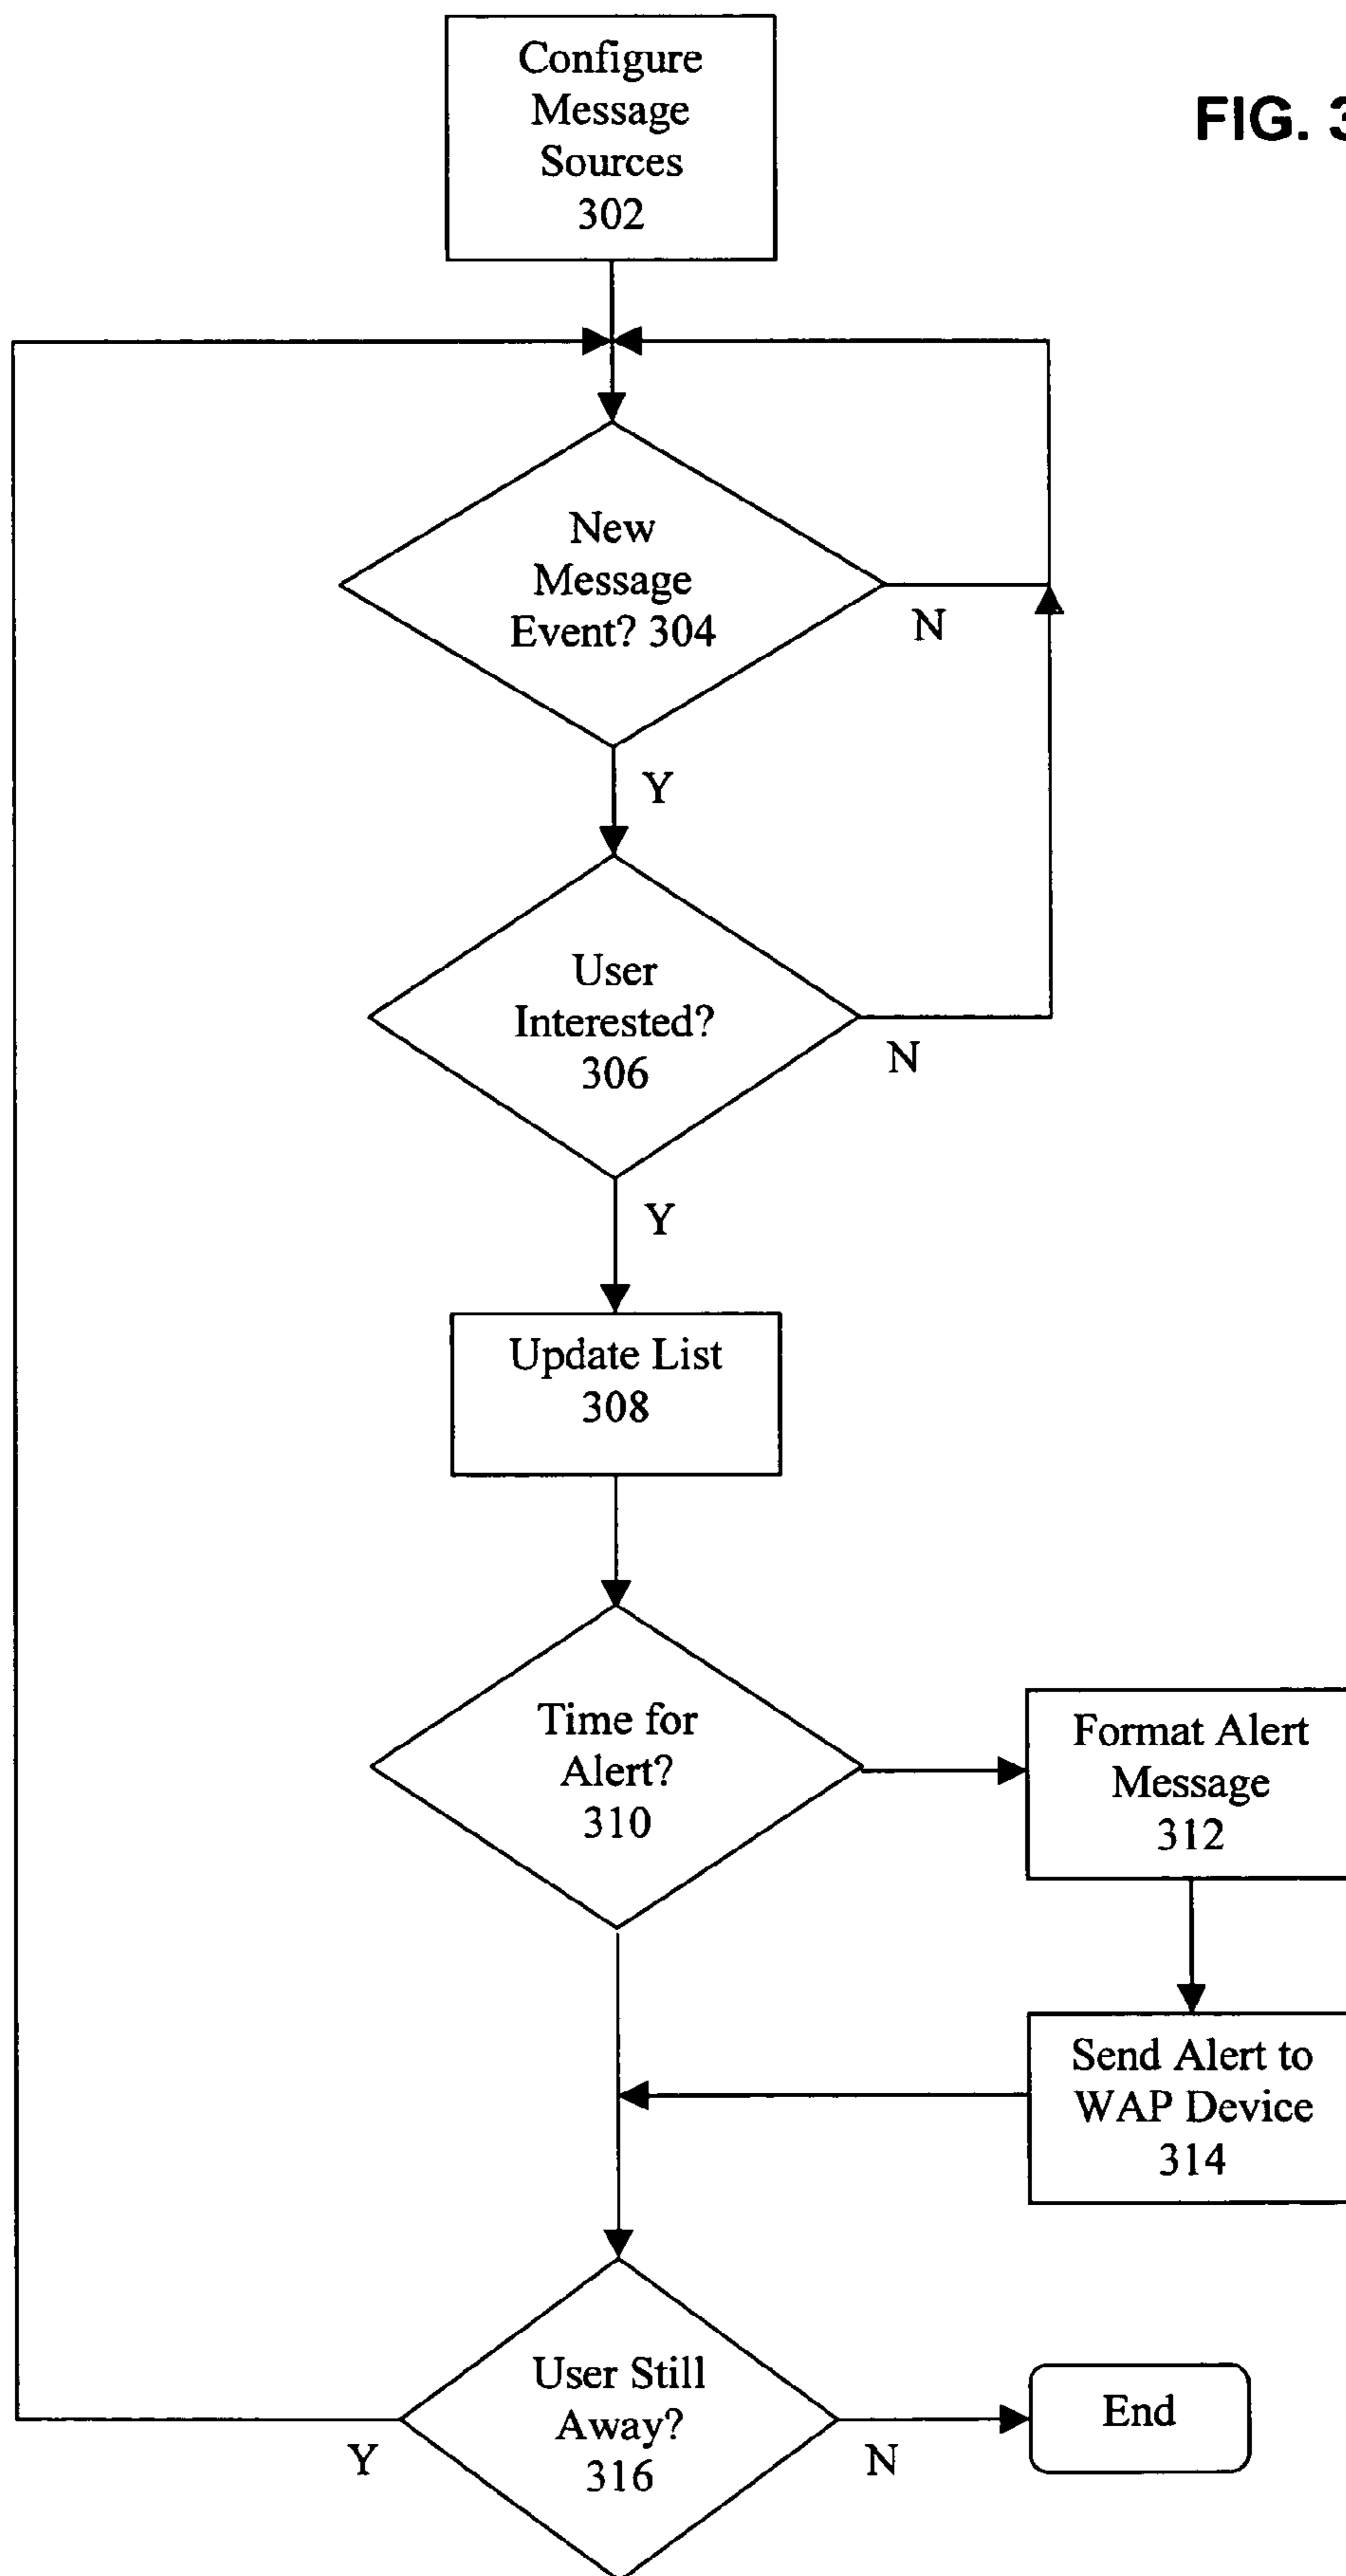 Configure
Message
Sources
302
FIG. 3
New
Message
Event? 304
N
Y
User
Interested?
306
N
Y
Update List
308
Time for
Alert?
310
Format Alert
Message
312
Send Alert to
WAP Device
314
User Still
Away?
316
Y
N
End